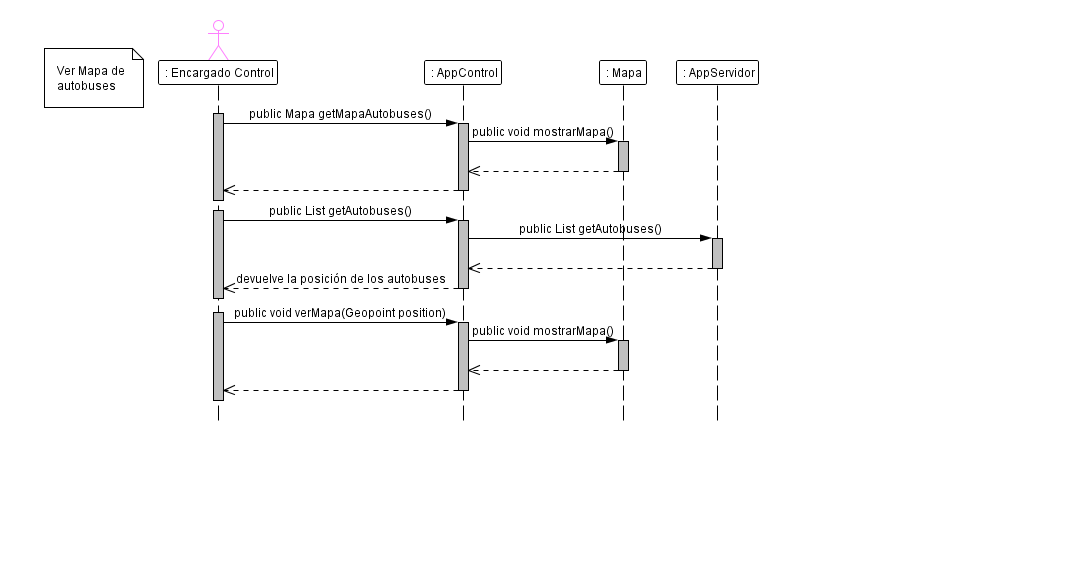 Ver Mapa de
autobuses
: Encargado Control
: AppControl
: Mapa
: AppServidor
public Mapa getMapaAutobuses()
public void mostrarMapa()
public List getAutobuses()
public List getAutobuses()
devuelve la posición de los autobuses
public void verMapa(Geopoint position)
public void mostrarMapa()